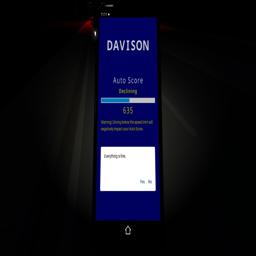 DAVISON
Auto Score
Declining
635
Warning: Driving below the speed limit will
negatively impact your Auto Score.
Everything is fine.
Yes No